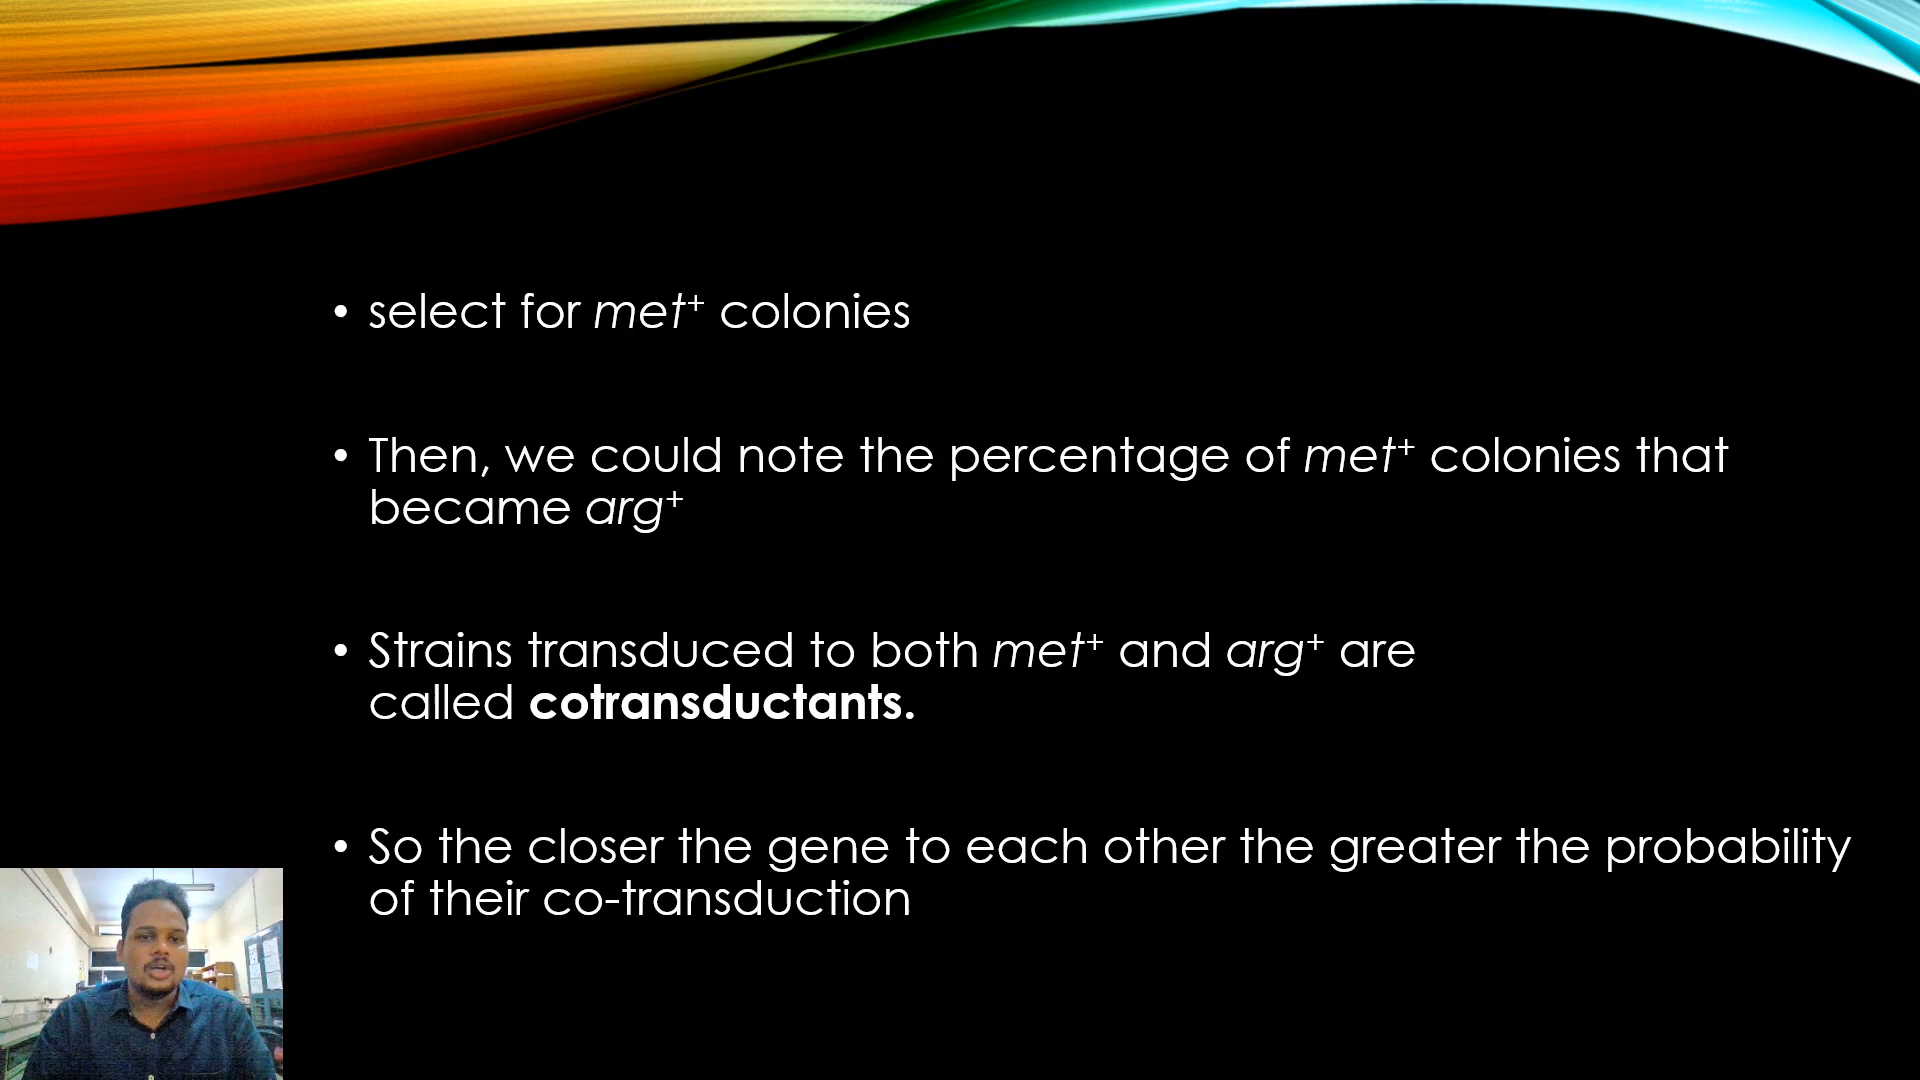 • select for met⁺ colonies
• Then, we could note the percentage of met⁺ colonies that
became arg⁺
• Strains transduced to both met⁺ and arg⁺ are
called cotransductants.
• So the closer the gene to each other the greater the probability
of their co-transduction